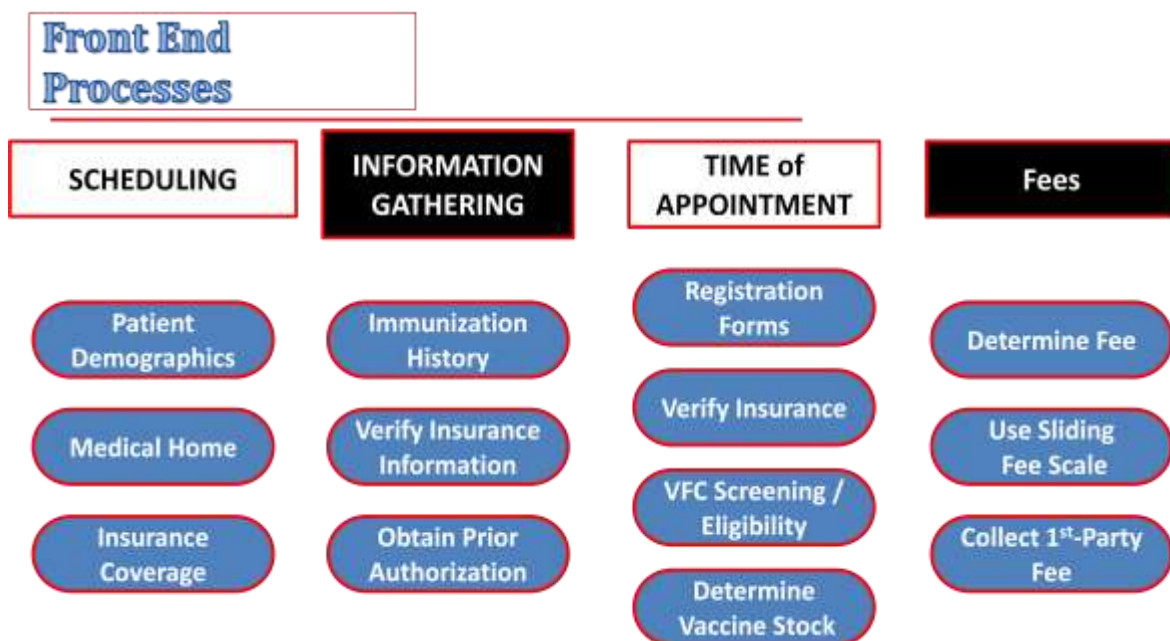 Front End
Processes
SCHEDULING
Patient
Demographics
Medical Home
Insurance
Coverage
INFORMATION
GATHERING
Immunization
History
Verify Insurance
Information
Obtain Prior
Authorization
TIME of
APPOINTMENT
Registration
Forms
Verify Insurance
VFC Screening /
Eligibility
Determine
Vaccine Stock
Fees
Determine Fee
Use Sliding
Fee Scale
Collect 1st-Party
Fee